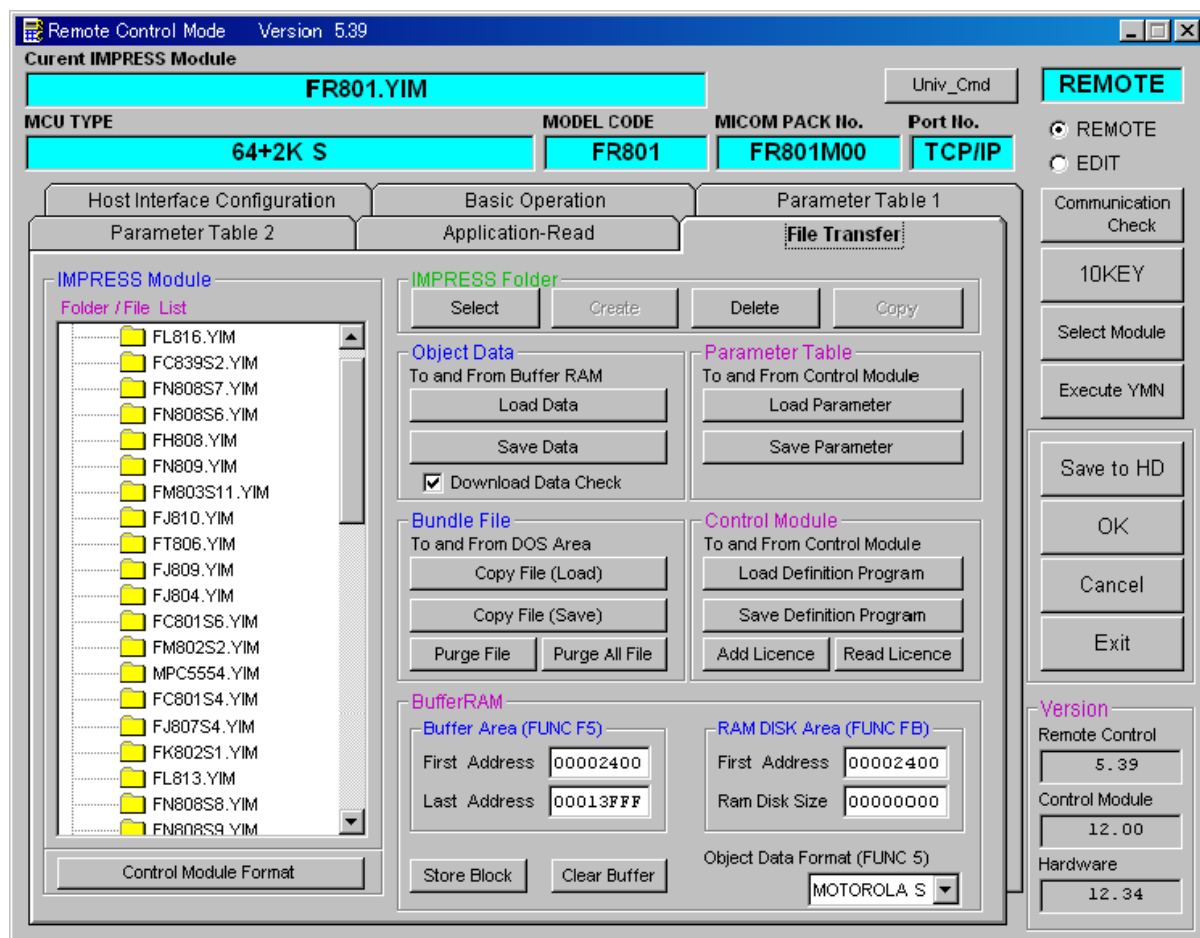 Remote Control Mode Version 5.39
Curent IMPRESS Module
FR801.YIM
Univ_Cmd
REMOTE
MCU TYPE
MODEL CODE
MICOM PACK No.
Port No.
64+2K S
FR801
FR801M00
TCP/IP
REMOTE
EDIT
Host Interface Configuration
Basic Operation
Parameter Table 1
Parameter Table 2
Application-Read
File Transfer
Communication Check
10KEY
Select Module
Execute YMN
Save to HD
OK
Cancel
Exit
IMPRESS Module
Folder / File List
FL816.YIM
FC839S2.YIM
FN808S7.YIM
FN808S6.YIM
FH808.YIM
FN809.YIM
FM803S11.YIM
FJ810.YIM
FT806.YIM
FJ809.YIM
FJ804.YIM
FC801S6.YIM
FM802S2.YIM
MPC5554.YIM
FC801S4.YIM
FJ807S4.YIM
FK802S1.YIM
FL813.YIM
FN808S8.YIM
FN808S9.YIM
Control Module Format
IMPRESS Folder
Select
Create
Delete
Copy
Object Data
To and From Buffer RAM
Load Data
Save Data
Download Data Check
Parameter Table
To and From Control Module
Load Parameter
Save Parameter
Bundle File
To and From DOS Area
Copy File (Load)
Copy File (Save)
Purge File
Purge All File
Control Module
To and From Control Module
Load Definition Program
Save Definition Program
Add Licence
Read Licence
BufferRAM
Buffer Area (FUNC F5)
First Address 00002400
Last Address 00013FFF
RAM DISK Area (FUNC FB)
First Address 00002400
Ram Disk Size 00000000
Store Block
Clear Buffer
Object Data Format (FUNC 5)
MOTOROLA S
Version
Remote Control
5.39
Control Module
12.00
Hardware
12.34